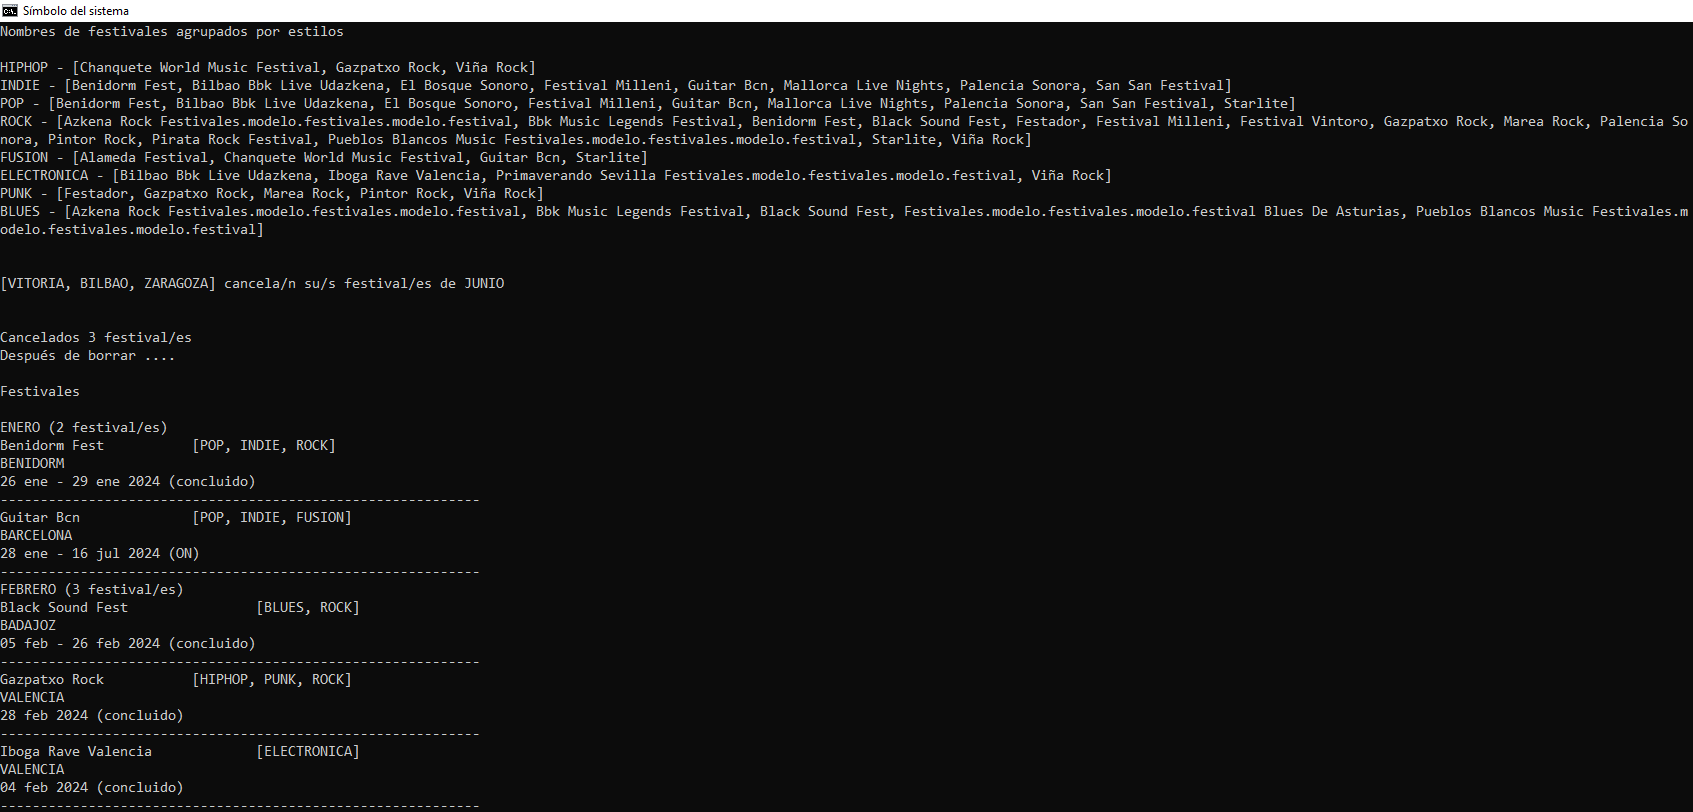 Símbolo del sistema
Nombres de festivales agrupados por estilos
HIPHOP - [Chanquete World Music Festival, Gazpatxo Rock, Viña Rock]
INDIE - [Benidorm Fest, Bilbao Bbk Live Udazkena, El Bosque Sonoro, Festival Milleni, Guitar Bcn, Mallorca Live Nights, Palencia Sonora, San San Festival]
POP - [Benidorm Fest, Bilbao Bbk Live Udazkena, El Bosque Sonoro, Festival Milleni, Guitar Bcn, Mallorca Live Nights, Palencia Sonora, San San Festival, Starlite]
ROCK - [Azkena Rock Festivales.modelo.festivales.modelo.festival, Bbk Music Legends Festival, Benidorm Fest, Black Sound Fest, Festador, Festival Milleni, Festival Vintoro, Gazpatxo Rock, Marea Rock, Palencia So
nora, Pintor Rock, Pirata Rock Festival, Pueblos Blancos Music Festivales.modelo.festivales.modelo.festival, Starlite, Viña Rock]
FUSION - [Alameda Festival, Chanquete World Music Festival, Guitar Bcn, Starlite]
ELECTRONICA - [Bilbao Bbk Live Udazkena, Iboga Rave Valencia, Primaverando Sevilla Festivales.modelo.festivales.modelo.festival, Viña Rock]
PUNK - [Festador, Gazpatxo Rock, Marea Rock, Pintor Rock, Viña Rock]
BLUES - [Azkena Rock Festivales.modelo.festivales.modelo.festival, Bbk Music Legends Festival, Black Sound Fest, Festivales.modelo.festivales.modelo.festival Blues De Asturias, Pueblos Blancos Music Festivales.m
odelo.festivales.modelo.festival]
[VITORIA, BILBAO, ZARAGOZA] cancela/n su/s festival/es de JUNIO
Cancelados 3 festival/es
Después de borrar ....
Festivales
ENERO (2 festival/es)
Benidorm Fest [POP, INDIE, ROCK]
BENIDORM
26 ene - 29 ene 2024 (concluido)
------------------------------------------------------------
Guitar Bcn [POP, INDIE, FUSION]
BARCELONA
28 ene - 16 jul 2024 (ON)
------------------------------------------------------------
FEBRERO (3 festival/es)
Black Sound Fest [BLUES, ROCK]
BADAJOZ
05 feb - 26 feb 2024 (concluido)
------------------------------------------------------------
Gazpatxo Rock [HIPHOP, PUNK, ROCK]
VALENCIA
28 feb 2024 (concluido)
------------------------------------------------------------
Iboga Rave Valencia [ELECTRONICA]
VALENCIA
04 feb 2024 (concluido)
------------------------------------------------------------